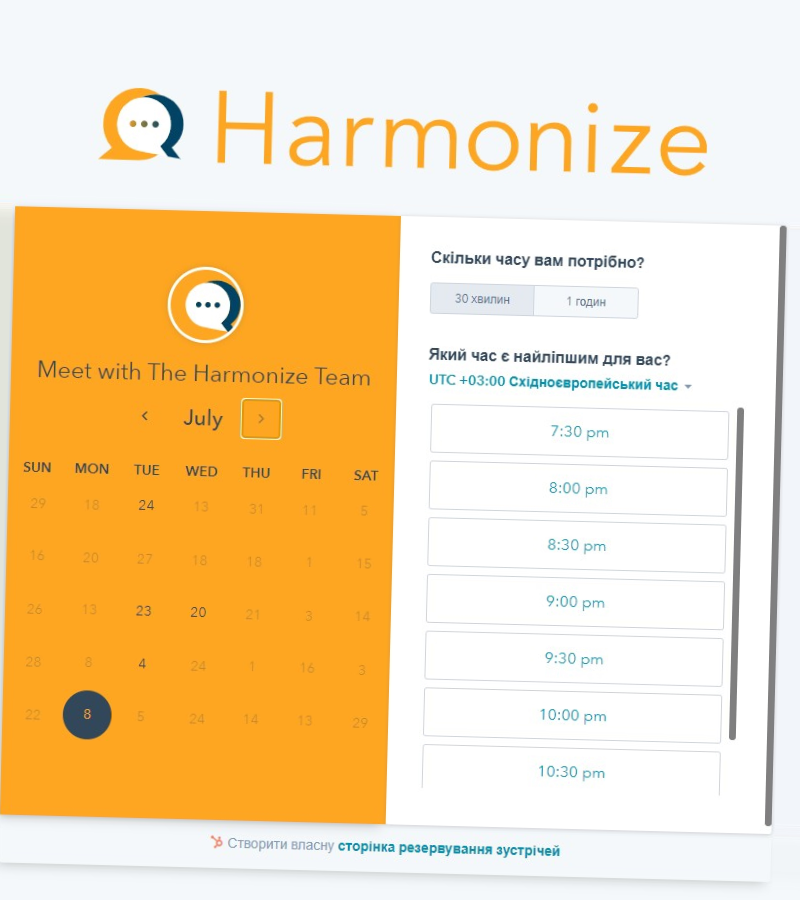 Harmonize
Meet with The Harmonize Team
July
SUN MON TUE WED THU FRI SAT
29 18 24 13 31 11 5
16 20 27 18 18 1 15
26 13 23 20 21 3 14
28 8 4 24 1 16 3
22 8 5 24 14 13 29
Скільки часу вам потрібно?
30 хвилин 1 годин
Який час є найліпшим для вас?
UTC +03:00 Східноєвропейський час
7:30 pm
8:00 pm
8:30 pm
9:00 pm
9:30 pm
10:00 pm
10:30 pm
Створити власну сторінка резервування зустрічей